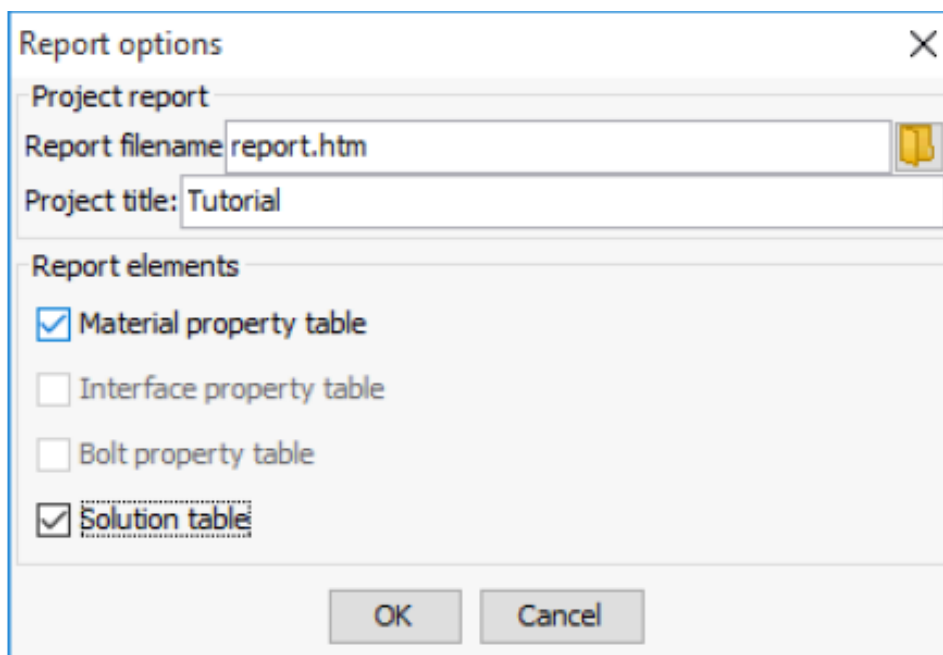 Report options
Project report
Report filename report.htm
Project title: Tutorial
Report elements
Material property table
Interface property table
Bolt property table
Solution table
OK Cancel